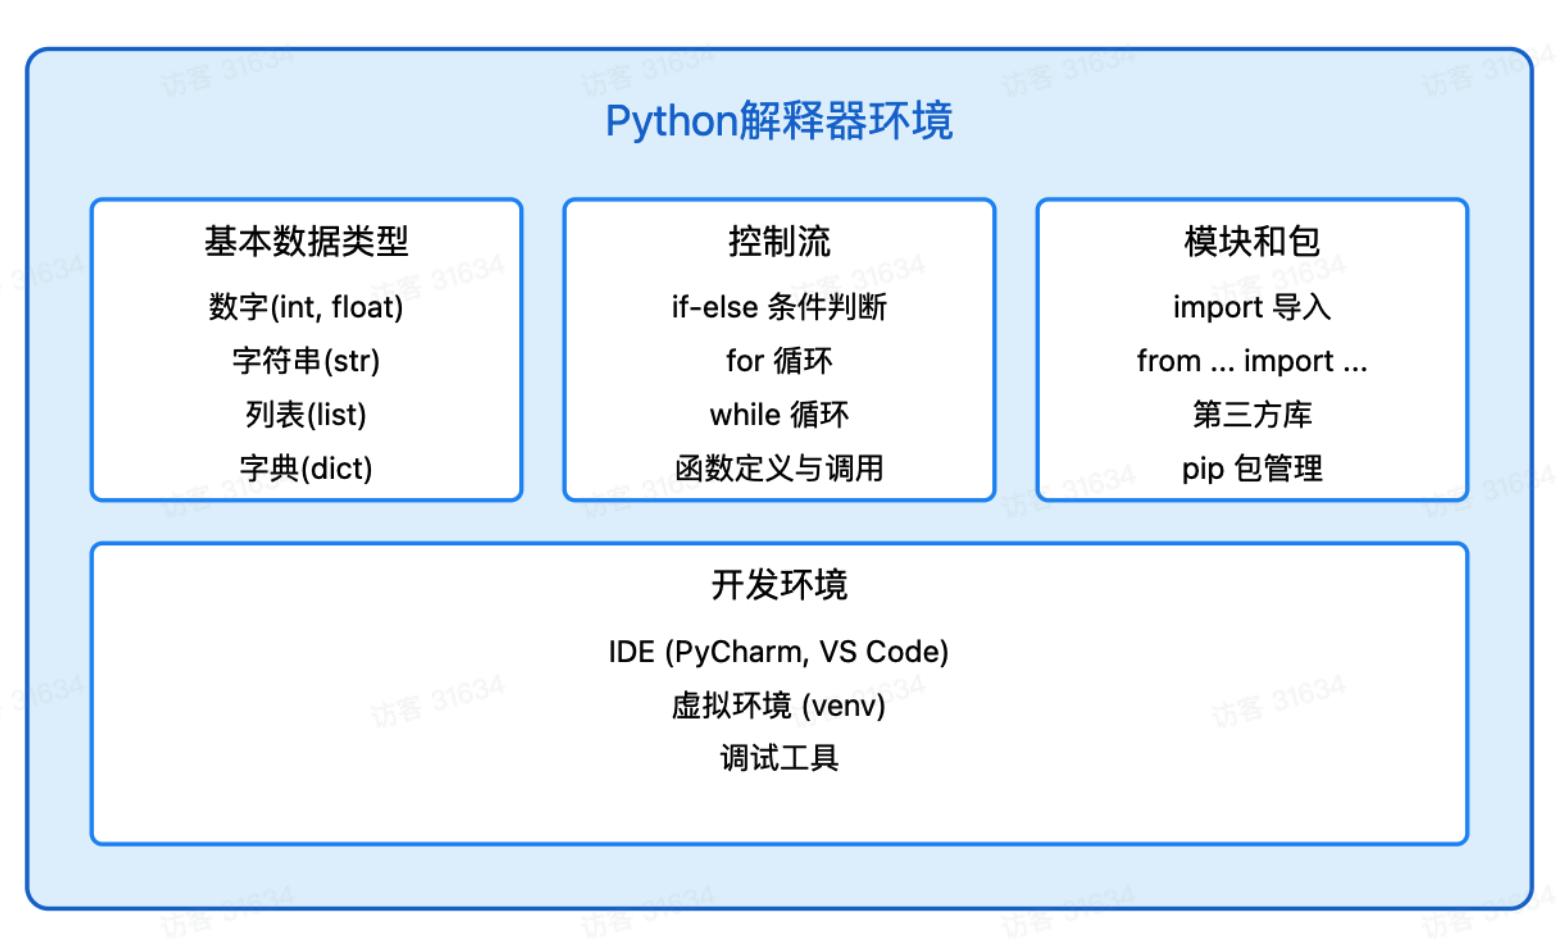 Python解释器环境
基本数据类型
数字(int, float)
字符串(str)
列表(list)
字典(dict)
控制流
if-else 条件判断
for 循环
while 循环
函数定义与调用
模块和包
import 导入
from ... import ...
第三方库
pip 包管理
开发环境
IDE (PyCharm, VS Code)
虚拟环境 (venv)
调试工具
访客 31634